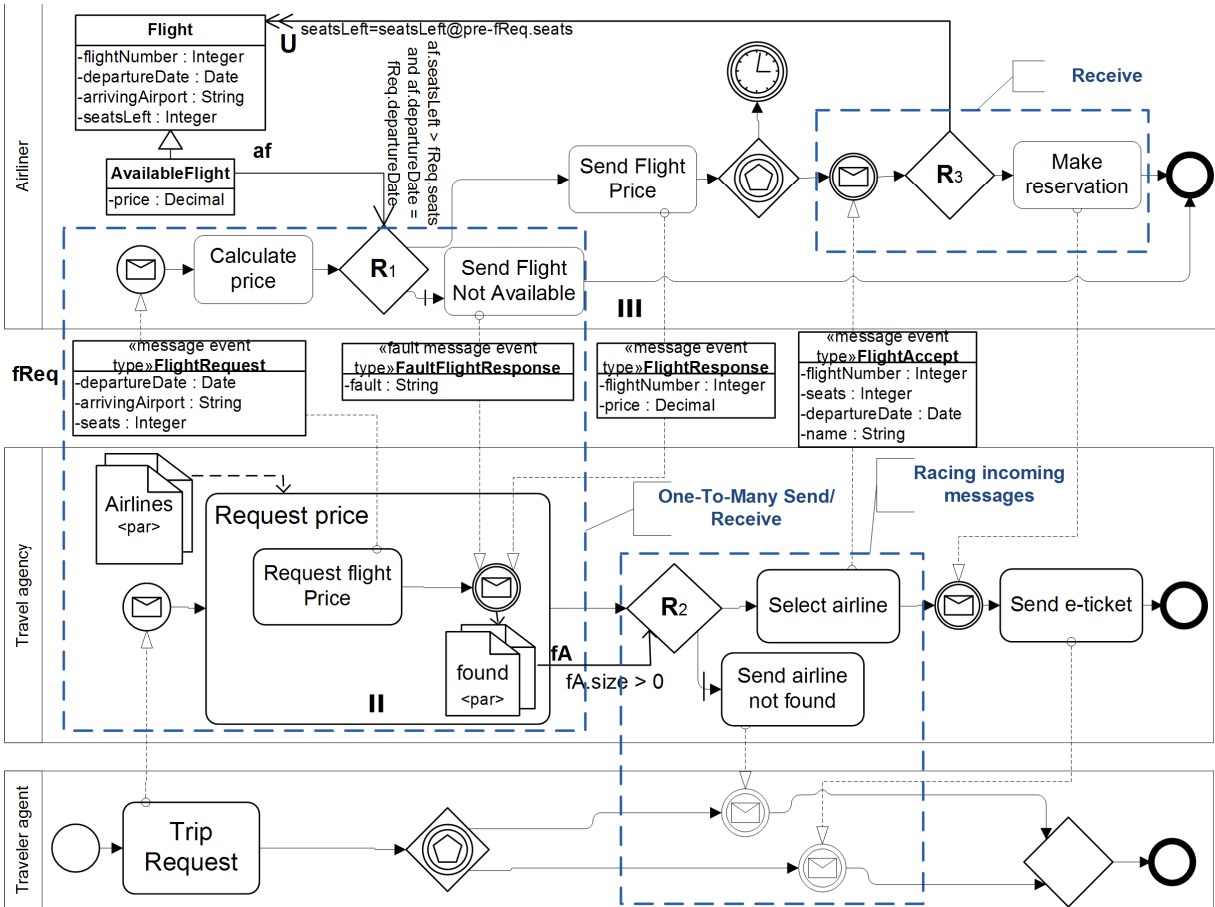 Airliner
Flight
-flightNumber : Integer
-departureDate : Date
-arrivingAirport : String
-seatsLeft : Integer
U
seatsLeft=seatsLeft@pre-fReq.seats
af
AvailableFlight
-price : Decimal
af.seatsLeft > fReq.seats
and af.departureDate =
fReq.departureDate
Receive
Send Flight
Price
R3
Make
reservation
Calculate
price
R1
Send Flight
Not Available
III
fReq
«message event
type»FlightRequest
-departureDate : Date
-arrivingAirport : String
-seats : Integer
«fault message event
type»FaultFlightResponse
-fault : String
«message event
type»FlightResponse
-flightNumber : Integer
-price : Decimal
«message event
type»FlightAccept
-flightNumber : Integer
-seats : Integer
-departureDate : Date
-name : String
Travel agency
Airlines
<par>
Request price
Request flight
Price
found
<par>
II
fA
fA.size > 0
One-To-Many Send/
Receive
Racing incoming
messages
R2
Select airline
Send airline
not found
Send e-ticket
Traveler agent
Trip
Request